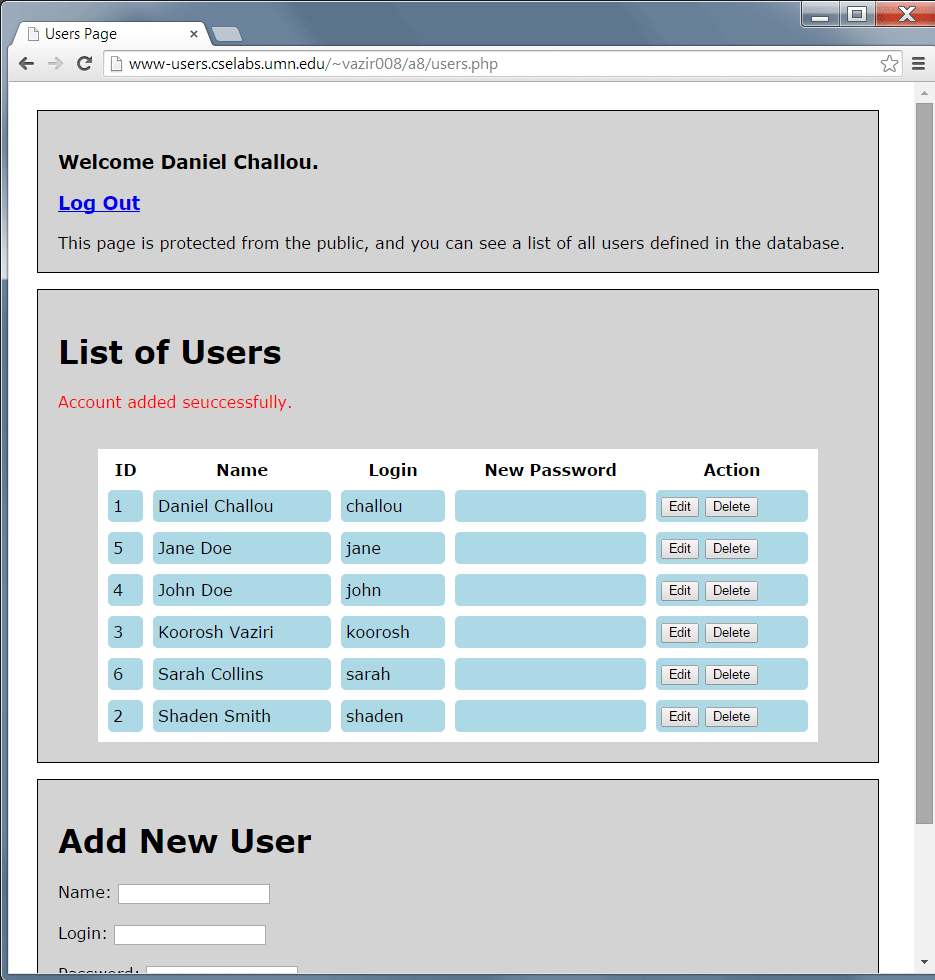 Users Page
www-users.cselabs.umn.edu/~vazir008/a8/users.php
Welcome Daniel Challou.
Log Out
This page is protected from the public, and you can see a list of all users defined in the database.
List of Users
Account added seuccessfully.
ID Name Login New Password Action
1 Daniel Challou challou Edit Delete
5 Jane Doe jane Edit Delete
4 John Doe john Edit Delete
3 Koorosh Vaziri koorosh Edit Delete
6 Sarah Collins sarah Edit Delete
2 Shaden Smith shaden Edit Delete
Add New User
Name:
Login:
Password: